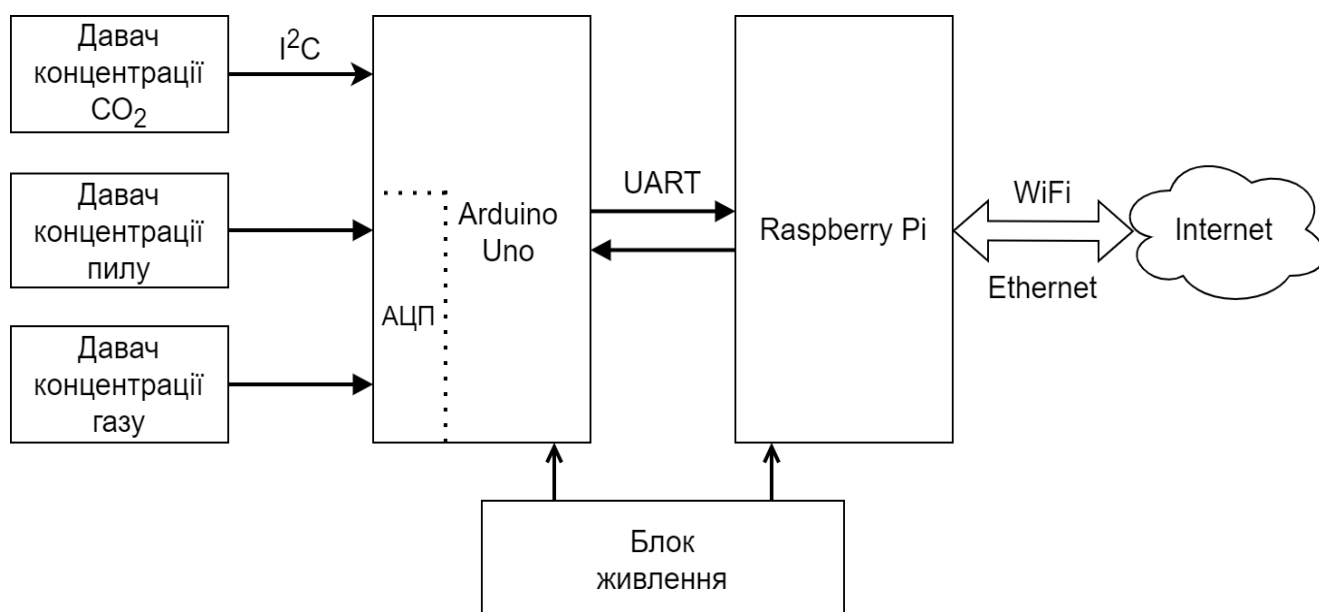 Давач
концентрації
CO2
I²C
Давач
концентрації
пилу
Давач
концентрації
газу
АЦП
Arduino
Uno
UART
Raspberry Pi
WiFi
Ethernet
Internet
Блок
живлення